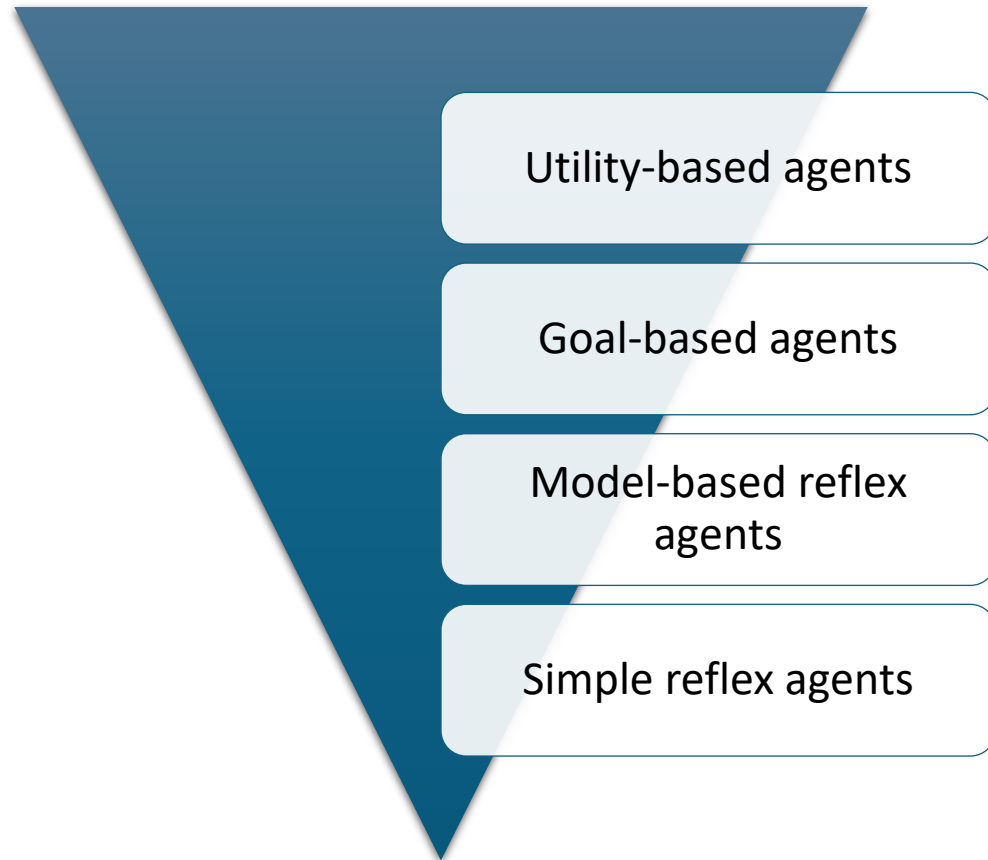 Utility-based agents
Goal-based agents
Model-based reflex
agents
Simple reflex agents